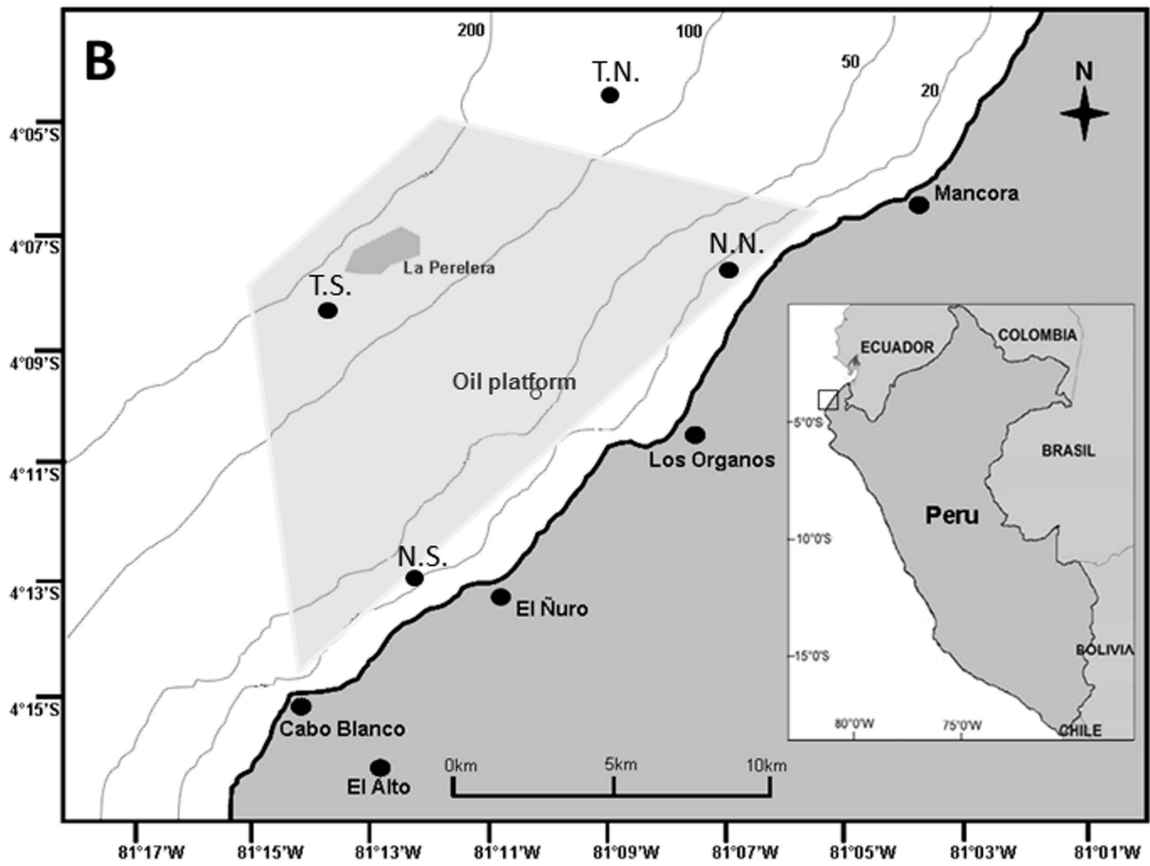 B
200
100
50
20
N
T.N.
4°05'S
Mancora
4°07'S
N.N.
La Perelera
T.S.
4°09'S
Oil platform
4°11'S
Los Organos
N.S.
4°13'S
El Ñuro
4°15'S
Cabo Blanco
El Alto
0km 5km 10km
COLOMBIA
ECUADOR
5°0'S
BRASIL
Peru
10°0'S
15°0'S
BOLIVIA
CHILE
80°0'W 75°0'W
81°17'W 81°15'W 81°13'W 81°11'W 81°09'W 81°07'W 81°05'W 81°03'W 81°01'W